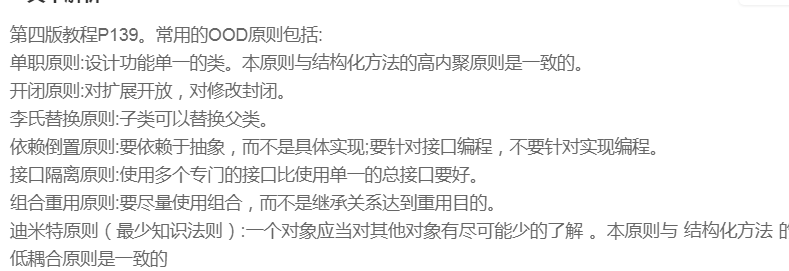 第四版教程P139。常用的OOD原则包括:
单职原则:设计功能单一的类。本原则与结构化方法的高内聚原则是一致的。
开闭原则:对扩展开放，对修改封闭。
李氏替换原则:子类可以替换父类。
依赖倒置原则:要依赖于抽象，而不是具体实现;要针对接口编程，不要针对实现编程。
接口隔离原则:使用多个专门的接口比使用单一的总接口要好。
组合重用原则:要尽量使用组合，而不是继承关系达到重用目的。
迪米特原则（最少知识法则）:一个对象应当对其他对象有尽可能少的了解 。本原则与 结构化方法 的
低耦合原则是一致的